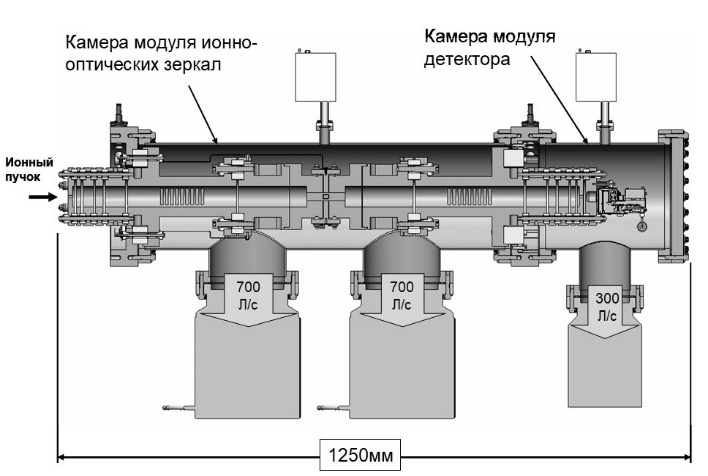 Камера модуля ионно-
оптических зеркал
Камера модуля
детектора
Ионный
пучок
700
Л/с
700
Л/с
300
Л/с
1250мм